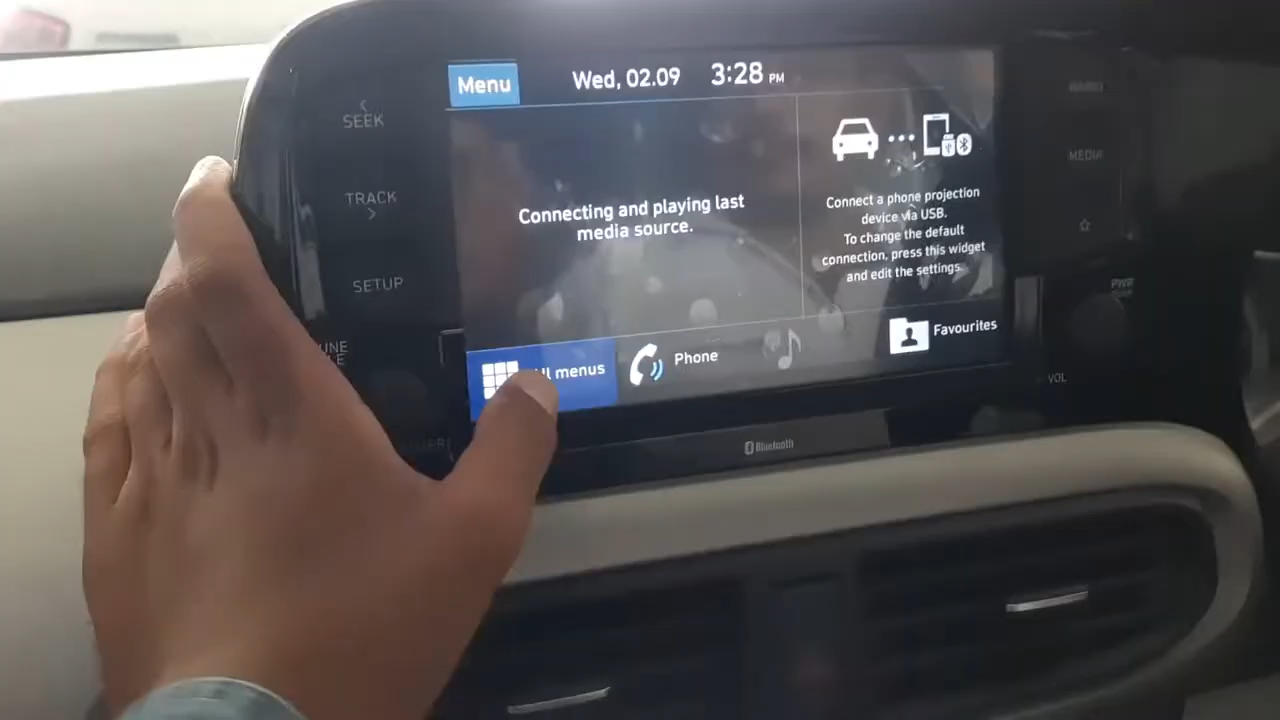 Menu
Wed, 02.09
3:28 PM
SEEK
TRACK
SETUP
Connecting and playing last
media source.
Connect a phone projection
device via USB.
To change the default
connection, press this widget
and edit the settings.
menus
Phone
Favourites
MEDIA
PWR
VOL
Bluetooth